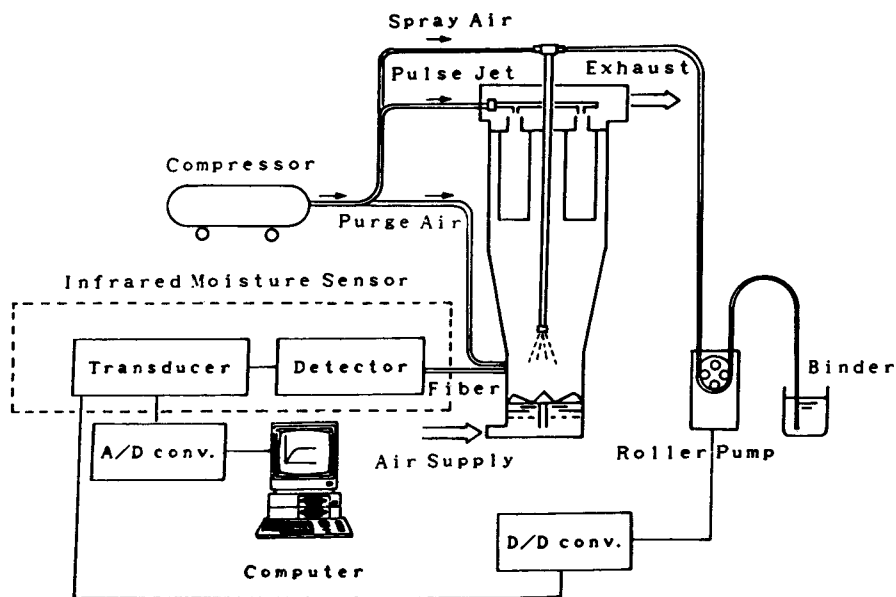 Spray Air
Pulse Jet
Exhaust
Compressor
Purge Air
Infrared Moisture Sensor
Transducer
Detector
Fiber
Binder
A/D conv.
Air Supply
Roller Pump
D/D conv.
Computer